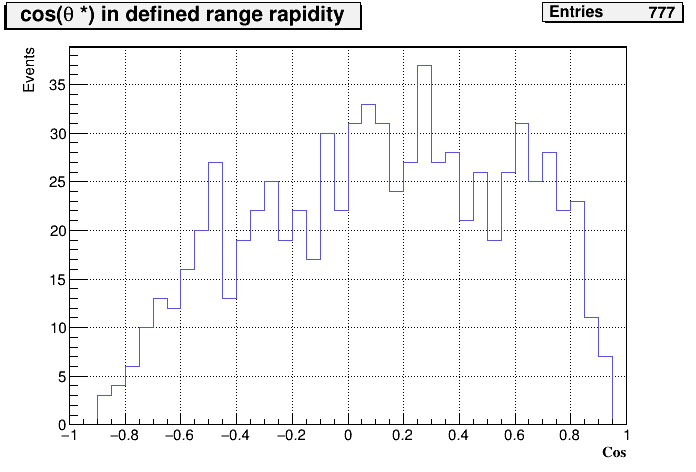 cos(θ *) in defined range rapidity
Entries 777
Events
35
30
25
20
15
10
5
0
−1 −0.8 −0.6 −0.4 −0.2 0 0.2 0.4 0.6 0.8 1
Cos